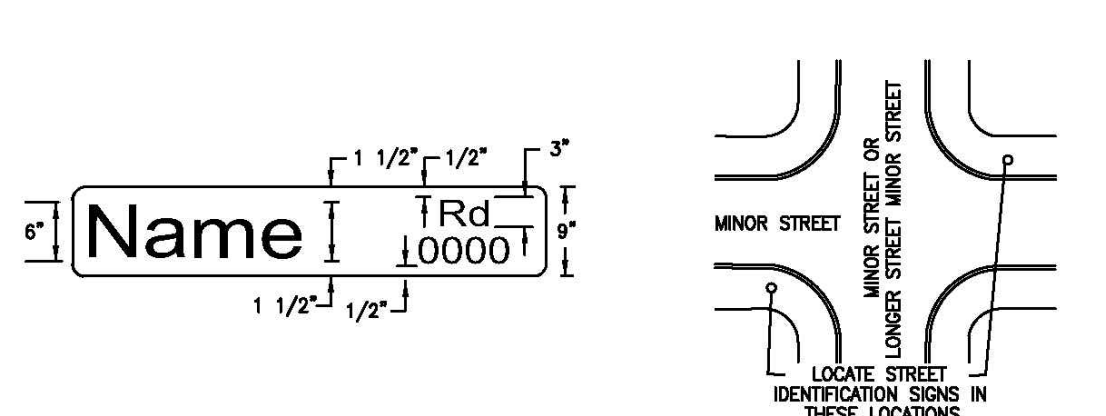 1 1/2" 1/2" 3"
6" Name Rd 9"
0000
1 1/2" 1/2"
MINOR STREET
MINOR STREET OR
LONGER STREET MINOR STREET
LOCATE STREET
IDENTIFICATION SIGNS IN
THESE LOCATIONS